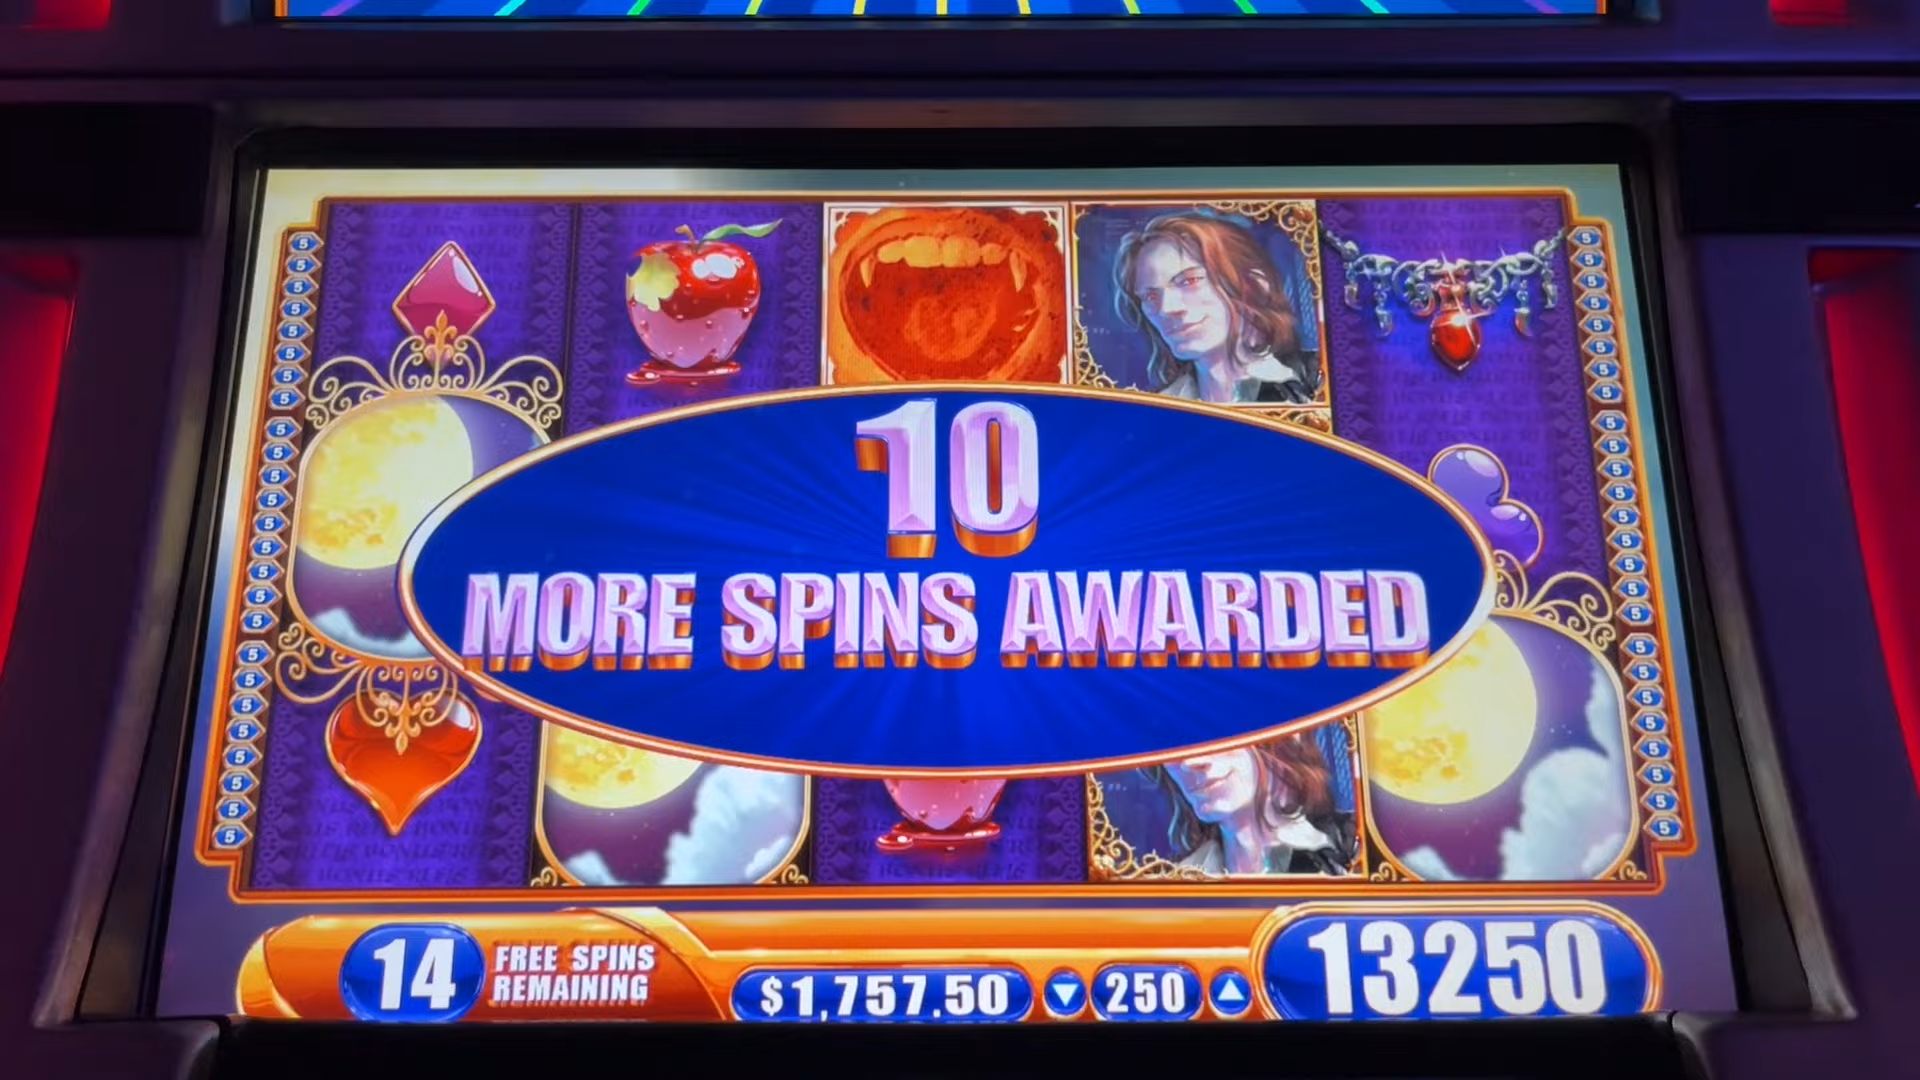 10
MORE SPINS AWARDED
14
FREE SPINS
REMAINING
$1,757.50
250
13250